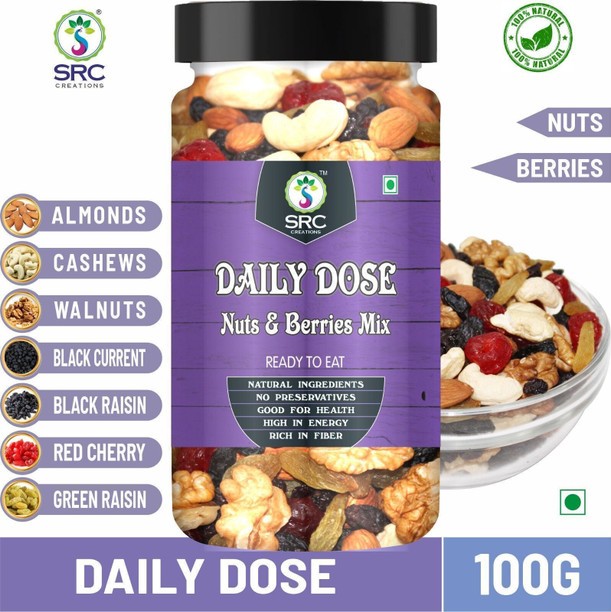 SRC
CREATIONS
100% NATURAL
100% NATURAL
NUTS
BERRIES
ALMONDS
CASHEWS
WALNUTS
BLACK CURRENT
BLACK RAISIN
RED CHERRY
GREEN RAISIN
TM
SRC
CREATIONS
DAILY DOSE
Nuts & Berries Mix
READY TO EAT
NATURAL INGREDIENTS
NO PRESERVATIVES
GOOD FOR HEALTH
HIGH IN ENERGY
RICH IN FIBER
DAILY DOSE
100G